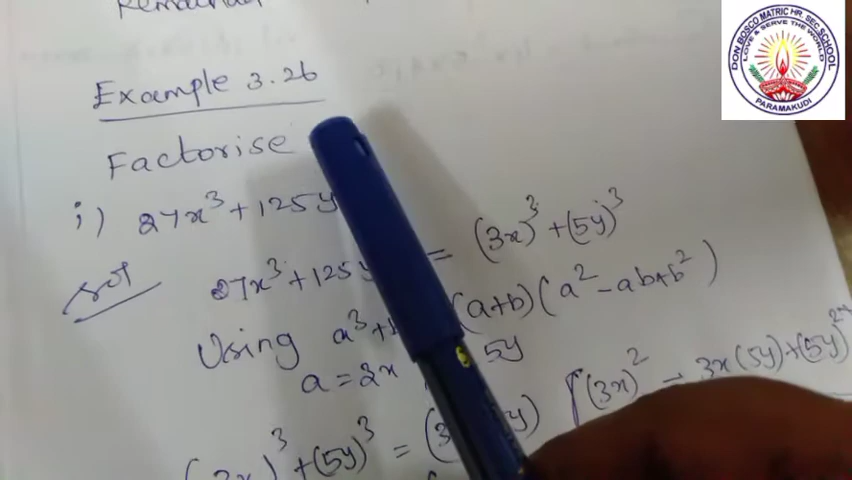 DON BOSCO MATRIC HR. SEC SCHOOL
LOVE & SERVE THE WORLD
PARAMAKUDI
Example 3.26
Factorise
i) 27x³ + 125y
Sol 27x³ + 125y = (3x)³ + (5y)³
Using a³ + (a+b)(a² - ab + b²)
a = 3x 5y
(3x)³ + (5y)³ = (3 y) [(3x)² - 3x(5y) + (5y)²